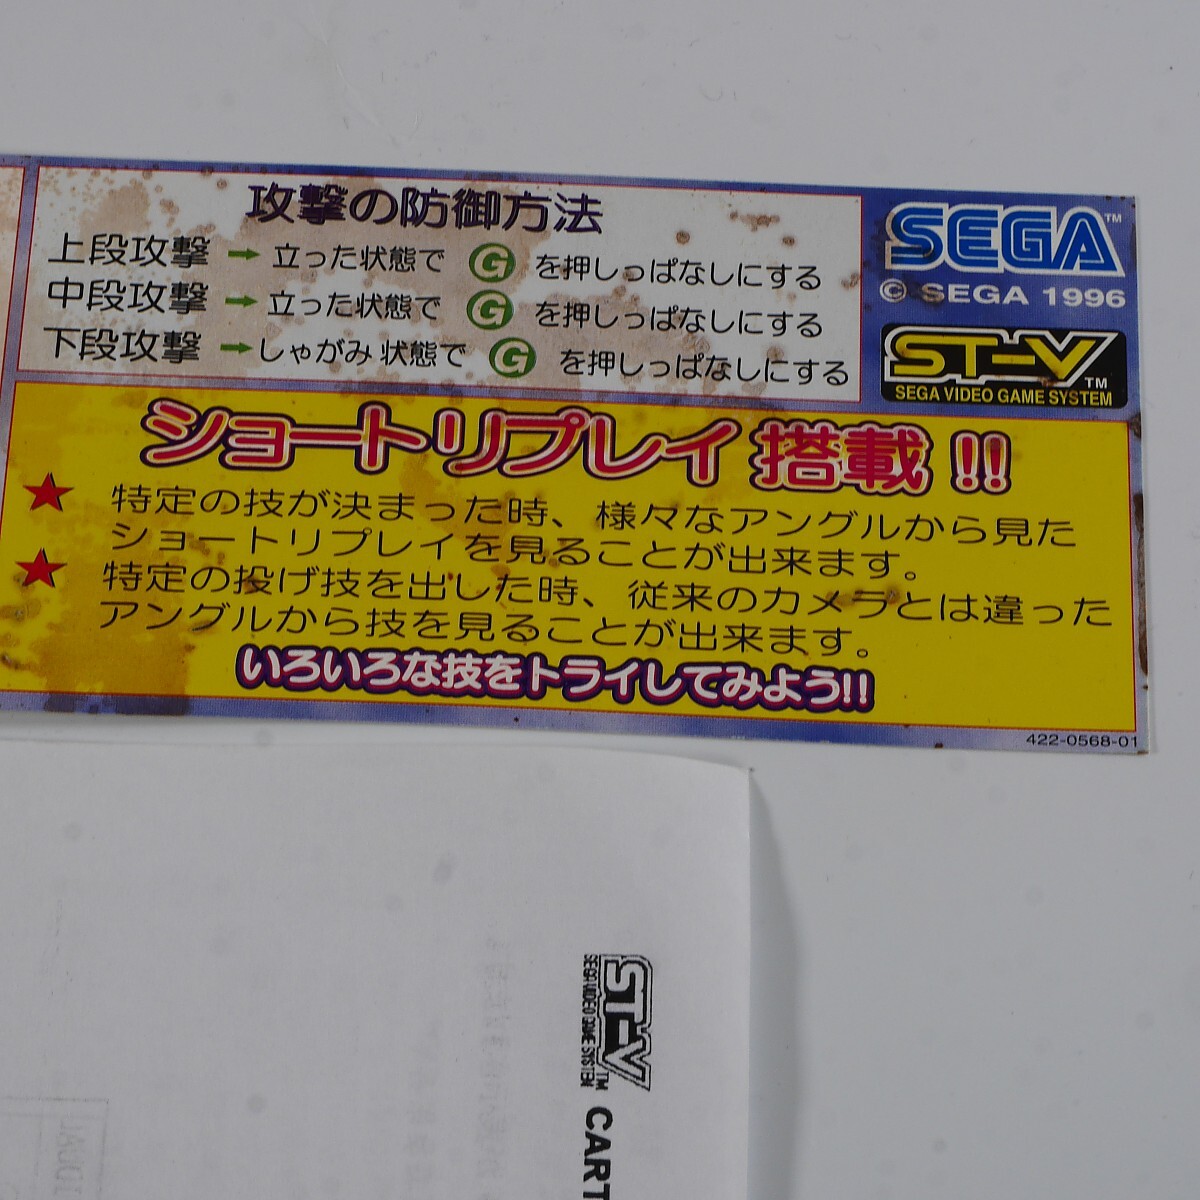 攻撃の防御方法
上段攻撃 → 立った状態で G を押しっぱなしにする
中段攻撃 → 立った状態で G を押しっぱなしにする
下段攻撃 → しゃがみ状態で G を押しっぱなしにする
SEGA™
© SEGA 1996
ST-V™
SEGA VIDEO GAME SYSTEM
ショートリプレイ搭載!!
★ 特定の技が決まった時、様々なアングルから見た
ショートリプレイを見ることが出来ます。
★ 特定の投げ技を出した時、従来のカメラとは違った
アングルから技を見ることが出来ます。
いろいろな技をトライしてみよう!!
422-0568-01
ST-V™
SEGA VIDEO GAME SYSTEM
CART